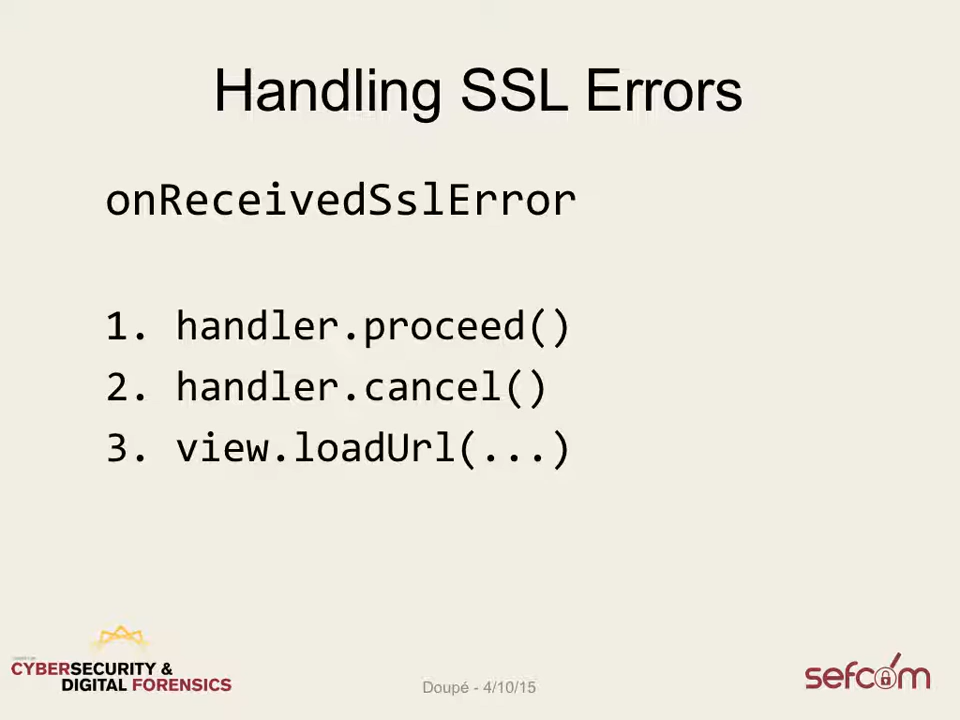 Handling SSL Errors
onReceivedSslError
1. handler.proceed()
2. handler.cancel()
3. view.loadUrl(...)
CYBERSECURITY &
DIGITAL FORENSICS
Doupé - 4/10/15
sefcom